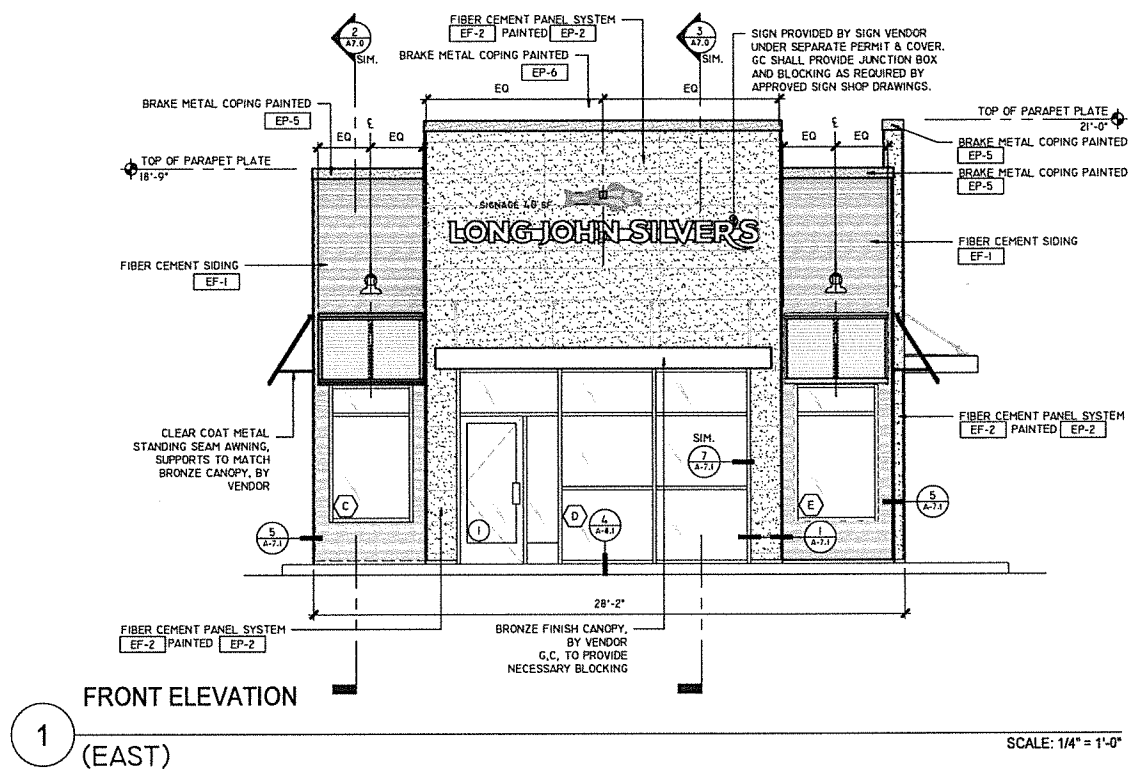 2
A7.0
SIM.
FIBER CEMENT PANEL SYSTEM
EF-2 PAINTED EP-2
BRAKE METAL COPING PAINTED
EP-6
3
A7.0
SIM.
SIGN PROVIDED BY SIGN VENDOR
UNDER SEPARATE PERMIT & COVER.
GC SHALL PROVIDE JUNCTION BOX
AND BLOCKING AS REQUIRED BY
APPROVED SIGN SHOP DRAWINGS.
EQ EQ
BRAKE METAL COPING PAINTED
EP-5
EQ EQ
TOP OF PARAPET PLATE
18'-9"
EQ EQ
TOP OF PARAPET PLATE
21'-0"
BRAKE METAL COPING PAINTED
EP-5
BRAKE METAL COPING PAINTED
EP-5
SIGNAGE 40 SF
LONG JOHN SILVER'S
FIBER CEMENT SIDING
EF-1
FIBER CEMENT SIDING
EF-1
CLEAR COAT METAL
STANDING SEAM AWNING,
SUPPORTS TO MATCH
BRONZE CANOPY, BY
VENDOR
FIBER CEMENT PANEL SYSTEM
EF-2 PAINTED EP-2
SIM.
7
A-7.1
C
1
D
4
A-8.1
E
5
A-7.1
5
A-7.1
1
A-7.1
28'-2"
FIBER CEMENT PANEL SYSTEM
EF-2 PAINTED EP-2
BRONZE FINISH CANOPY,
BY VENDOR
G,C, TO PROVIDE
NECESSARY BLOCKING
1
FRONT ELEVATION
(EAST)
SCALE: 1/4" = 1'-0"